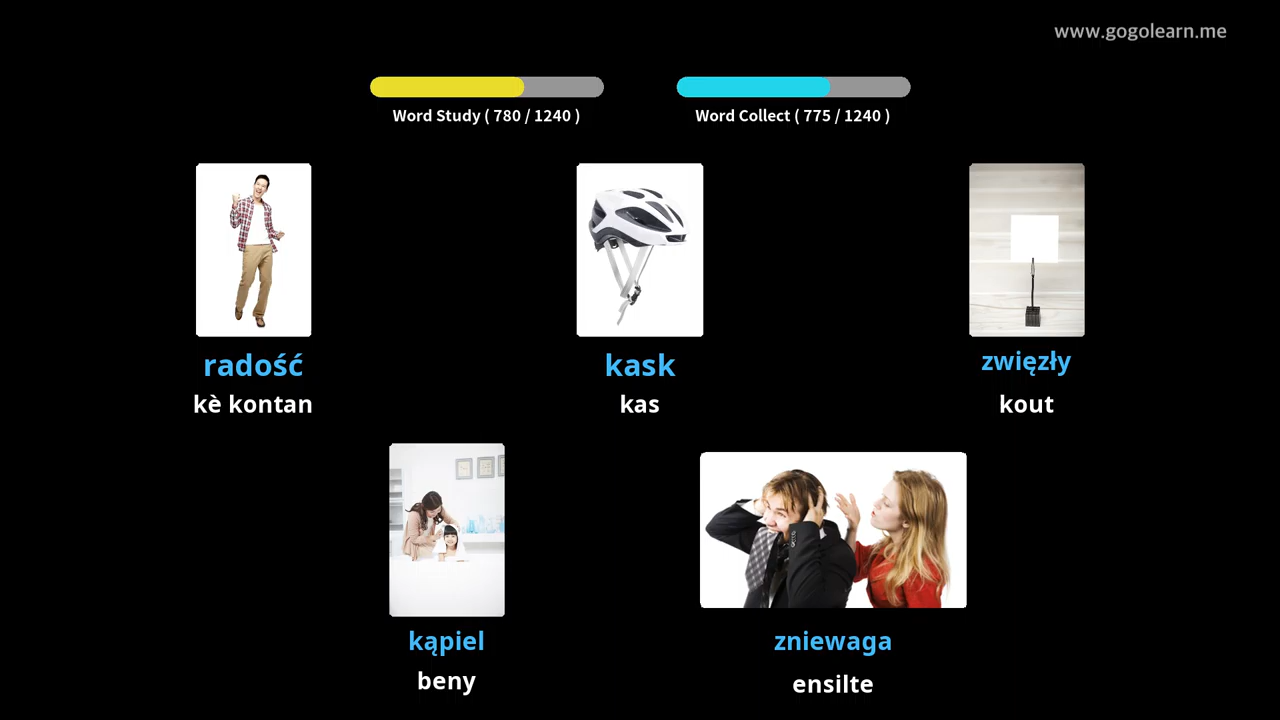 www.gogolearn.me
Word Study ( 780 / 1240 )
Word Collect ( 775 / 1240 )
radość
kask
zwięzły
kè kontan
kas
kout
kąpiel
zniewaga
beny
ensilte